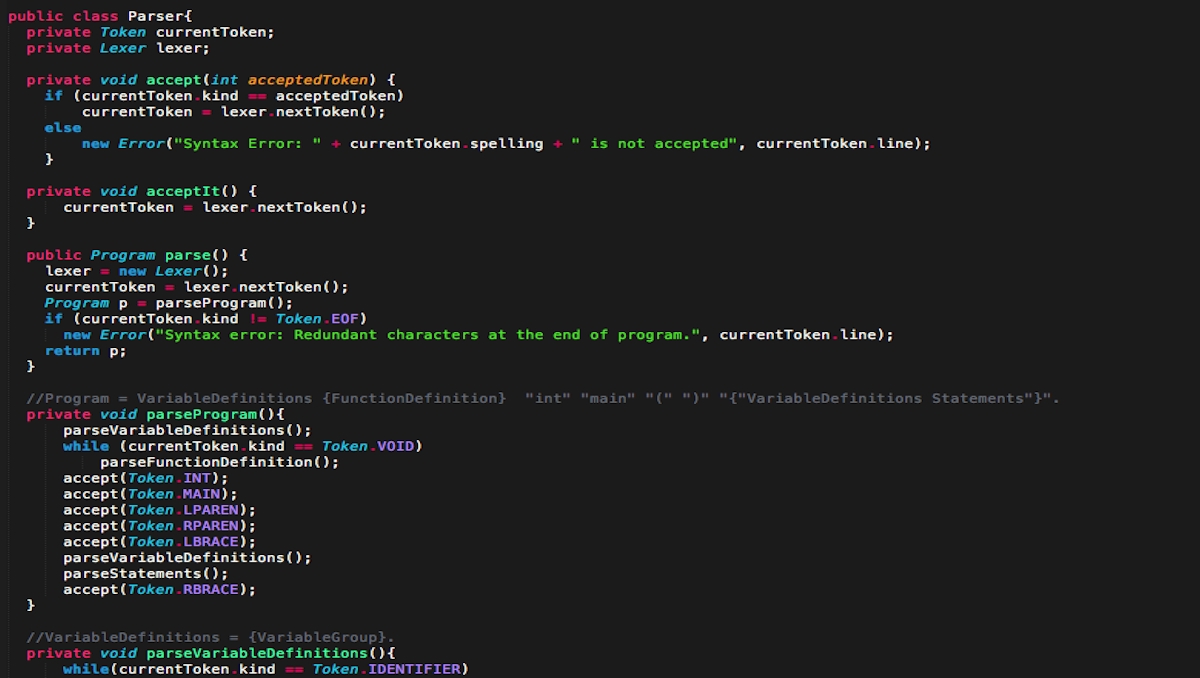 public class Parser{
private Token currentToken;
private Lexer lexer;
private void accept(int acceptedToken) {
if (currentToken.kind == acceptedToken)
currentToken = lexer.nextToken();
else
new Error("Syntax Error: " + currentToken.spelling + " is not accepted", currentToken.line);
}
private void acceptIt() {
currentToken = lexer.nextToken();
}
public Program parse() {
lexer = new Lexer();
currentToken = lexer.nextToken();
Program p = parseProgram();
if (currentToken.kind != Token.EOF)
new Error("Syntax error: Redundant characters at the end of program.", currentToken.line);
return p;
}
//Program = VariableDefinitions {FunctionDefinition}  "int" "main" "(" ")" "{"VariableDefinitions Statements"}".
private void parseProgram(){
parseVariableDefinitions();
while (currentToken.kind == Token.VOID)
parseFunctionDefinition();
accept(Token.INT);
accept(Token.MAIN);
accept(Token.LPAREN);
accept(Token.RPAREN);
accept(Token.LBRACE);
parseVariableDefinitions();
parseStatements();
accept(Token.RBRACE);
}
//VariableDefinitions = {VariableGroup}.
private void parseVariableDefinitions(){
while(currentToken.kind == Token.IDENTIFIER)